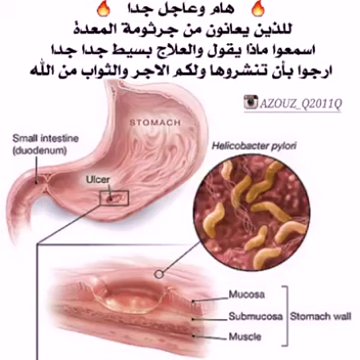 🔥 هام وعاجل جدا 🔥
للذين يعانون من جرثومة المعدة
اسمعوا ماذا يقول والعلاج بسيط جدا جدا
ارجوا بأن تنشروها ولكم الاجر والثواب من الله
AZOUZ_Q2011Q
STOMACH
Small intestine
(duodenum)
Helicobacter pylori
Ulcer
Mucosa
Submucosa
Stomach wall
Muscle